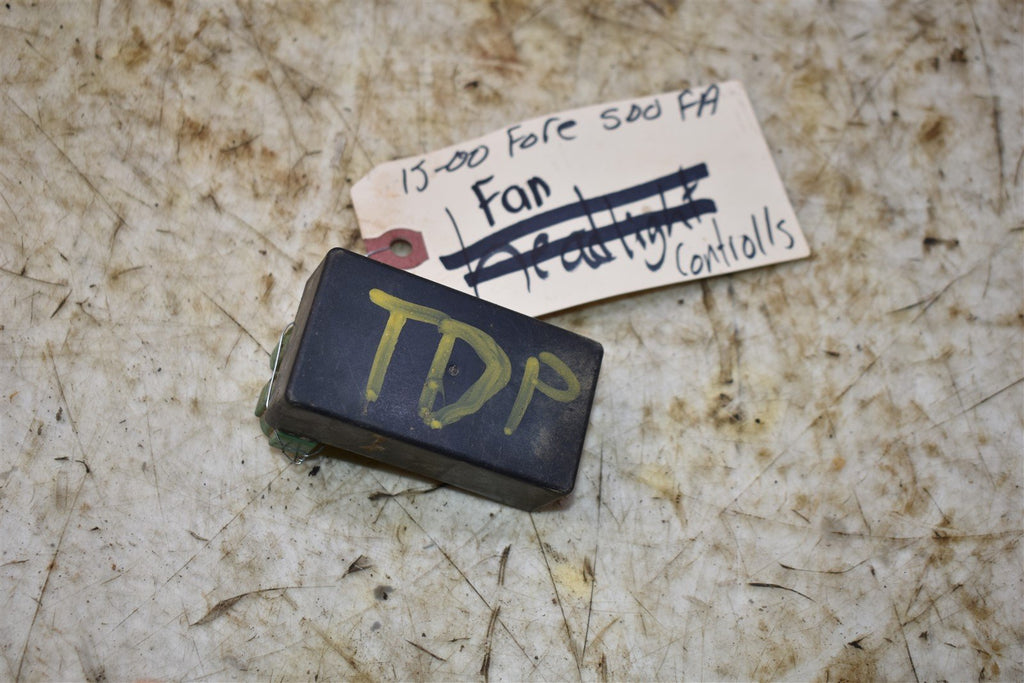 15-00 Fore 500 FA
Fan
headlight
Controlls
TDP